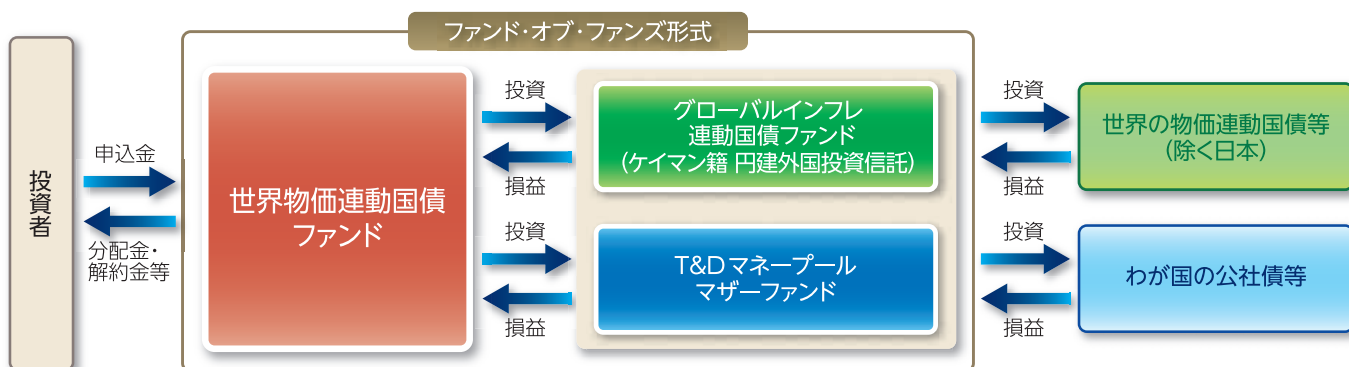 ファンド・オブ・ファンズ形式
投資者
申込金
分配金・
解約金等
世界物価連動国債
ファンド
投資
損益
投資
損益
グローバルインフレ
連動国債ファンド
(ケイマン籍 円建外国投資信託)
T&Dマネープール
マザーファンド
投資
損益
投資
損益
世界の物価連動国債等
(除く日本)
わが国の公社債等